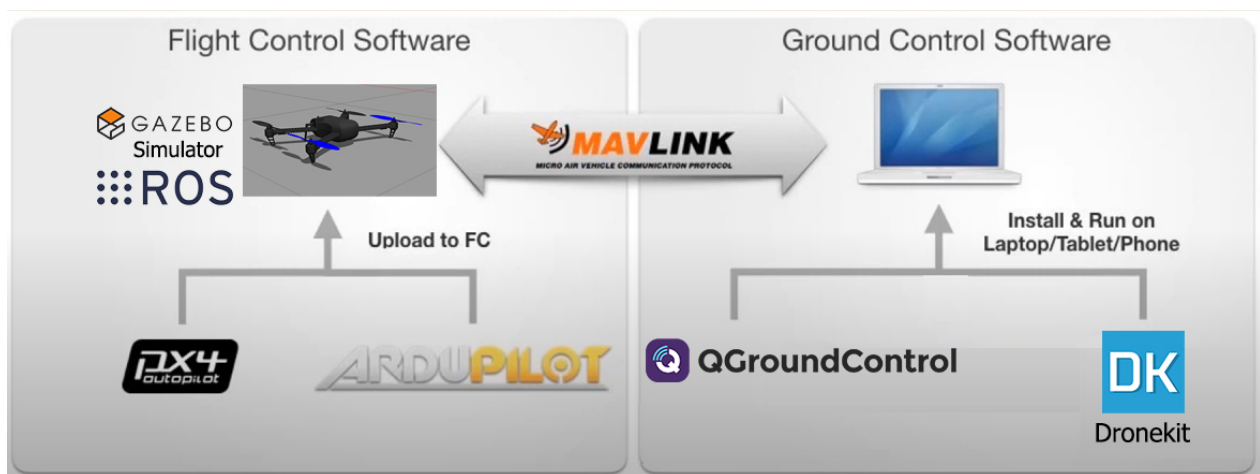 Flight Control Software
GAZEBO
Simulator
ROS
Upload to FC
px4
autopilot
ARDUPILOT
MAVLINK
MICRO AIR VEHICLE COMMUNICATION PROTOCOL
Ground Control Software
Install & Run on
Laptop/Tablet/Phone
QGroundControl
DK
Dronekit